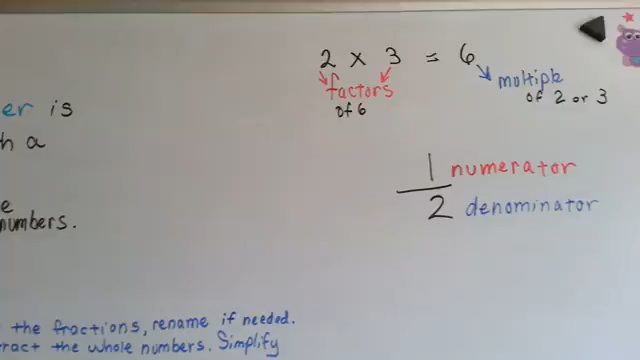 2 x 3 = 6
factors
of 6
multiple
of 2 or 3
er is
h a
e
numbers.
1 numerator
2 denominator
the fractions, rename if needed.
ract the whole numbers. Simplify